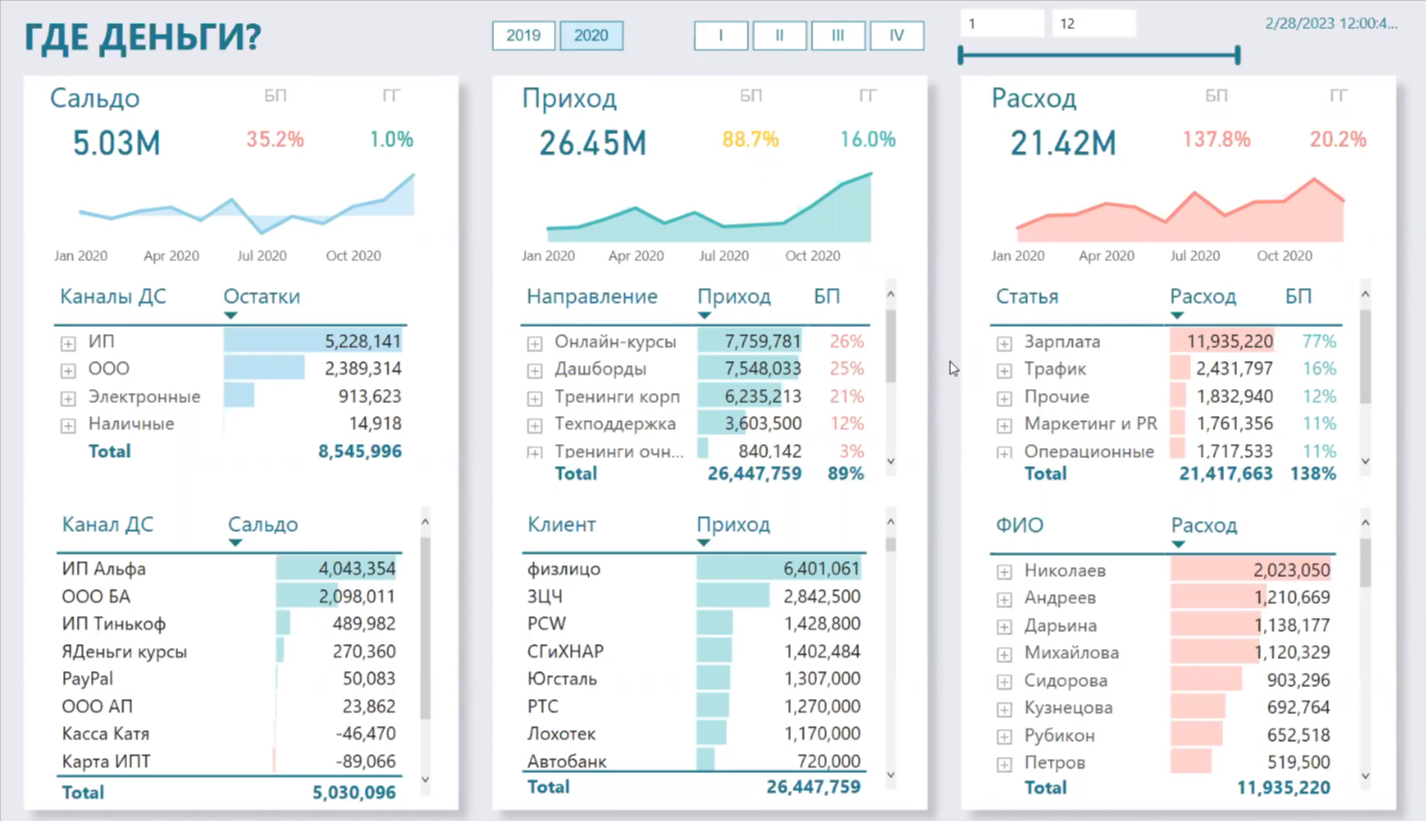 ГДЕ ДЕНЬГИ?
2019 2020
I II III IV
1 12
2/28/2023 12:00:4...
Сальдо БП ГГ
5.03M 35.2% 1.0%
Jan 2020 Apr 2020 Jul 2020 Oct 2020
Каналы ДС Остатки
ИП 5,228,141
ООО 2,389,314
Электронные 913,623
Наличные 14,918
Total 8,545,996
Канал ДС Сальдо
ИП Альфа 4,043,354
ООО БА 2,098,011
ИП Тинькоф 489,982
ЯДеньги курсы 270,360
PayPal 50,083
ООО АП 23,862
Касса Катя -46,470
Карта ИПТ -89,066
Total 5,030,096
Приход БП ГГ
26.45M 88.7% 16.0%
Jan 2020 Apr 2020 Jul 2020 Oct 2020
Направление Приход БП
Онлайн-курсы 7,759,781 26%
Дашборды 7,548,033 25%
Тренинги корп 6,235,213 21%
Техподдержка 3,603,500 12%
Тренинги очн... 840,142 3%
Total 26,447,759 89%
Клиент Приход
физлицо 6,401,061
ЗЦЧ 2,842,500
PCW 1,428,800
СГиХНАР 1,402,484
Югсталь 1,307,000
РТС 1,270,000
Лохотек 1,170,000
Автобанк 720,000
Total 26,447,759
Расход БП ГГ
21.42M 137.8% 20.2%
Jan 2020 Apr 2020 Jul 2020 Oct 2020
Статья Расход БП
Зарплата 11,935,220 77%
Трафик 2,431,797 16%
Прочие 1,832,940 12%
Маркетинг и PR 1,761,356 11%
Операционные 1,717,533 11%
Total 21,417,663 138%
ФИО Расход
Николаев 2,023,050
Андреев 1,210,669
Дарьина 1,138,177
Михайлова 1,120,329
Сидорова 903,296
Кузнецова 692,764
Рубикон 652,518
Петров 519,500
Total 11,935,220